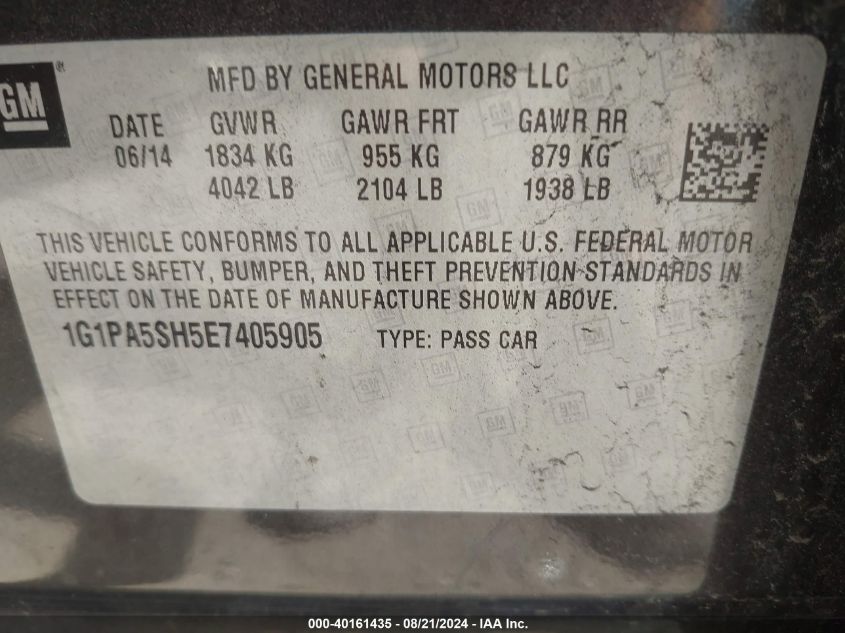 GM
MFD BY GENERAL MOTORS LLC
DATE GVWR GAWR FRT GAWR RR
06/14 1834 KG 955 KG 879 KG
4042 LB 2104 LB 1938 LB
THIS VEHICLE CONFORMS TO ALL APPLICABLE U.S. FEDERAL MOTOR
VEHICLE SAFETY, BUMPER, AND THEFT PREVENTION STANDARDS IN
EFFECT ON THE DATE OF MANUFACTURE SHOWN ABOVE.
1G1PA5SH5E7405905 TYPE: PASS CAR
000-40161435 - 08/21/2024 - IAA Inc.